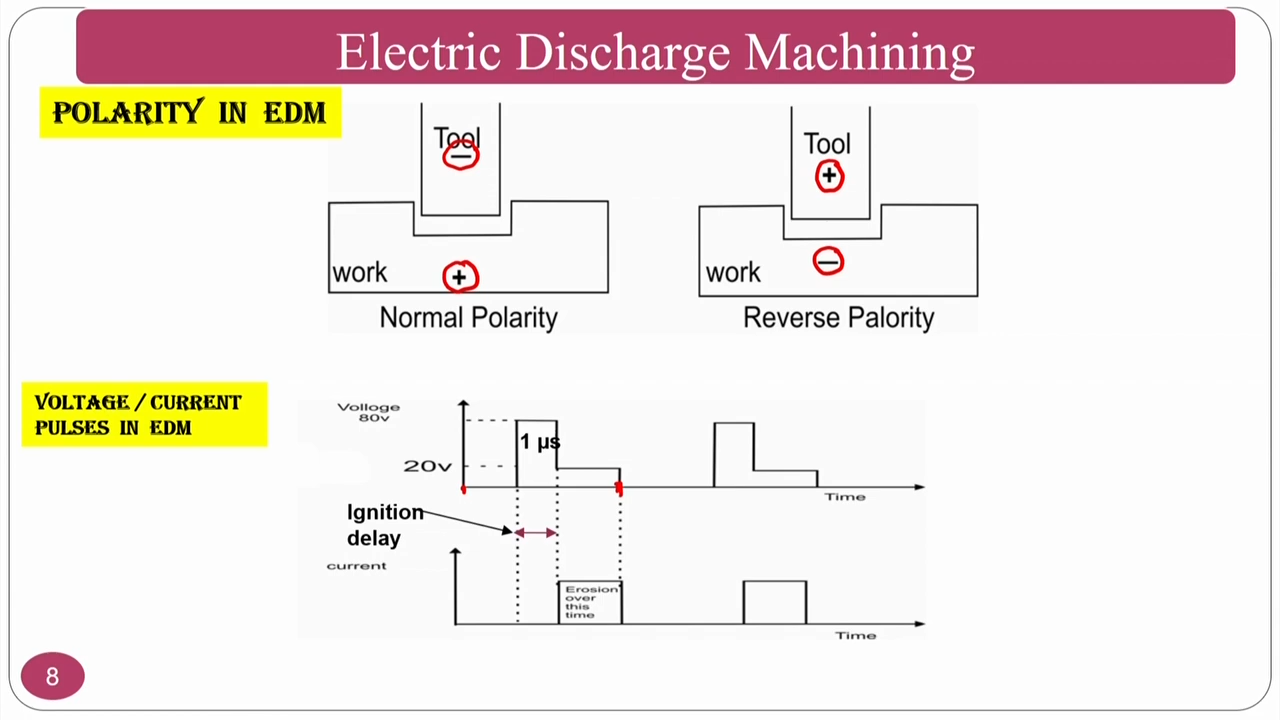 Electric Discharge Machining
POLARITY IN EDM
Tool
−
work
+
Normal Polarity
Tool
+
work
−
Reverse Palority
VOLTAGE / CURRENT
PULSES IN EDM
Volloge
80v
1 µs
20v
Time
Ignition
delay
current
Erosion
over
this
time
Time
8